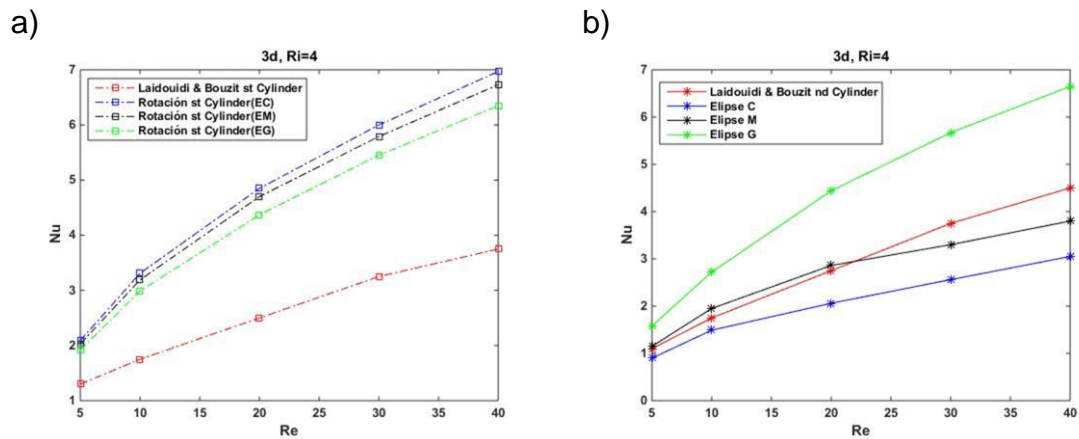 a)
3d, Ri=4
Laidouidi & Bouzit st Cylinder
Rotación st Cylinder(EC)
Rotación st Cylinder(EM)
Rotación st Cylinder(EG)
7
6
5
4
3
2
1
Nu
5
10
15
20
25
30
35
40
Re
b)
3d, Ri=4
Laidouidi & Bouzit nd Cylinder
Elipse C
Elipse M
Elipse G
7
6
5
4
3
2
1
0
Nu
5
10
15
20
25
30
35
40
Re